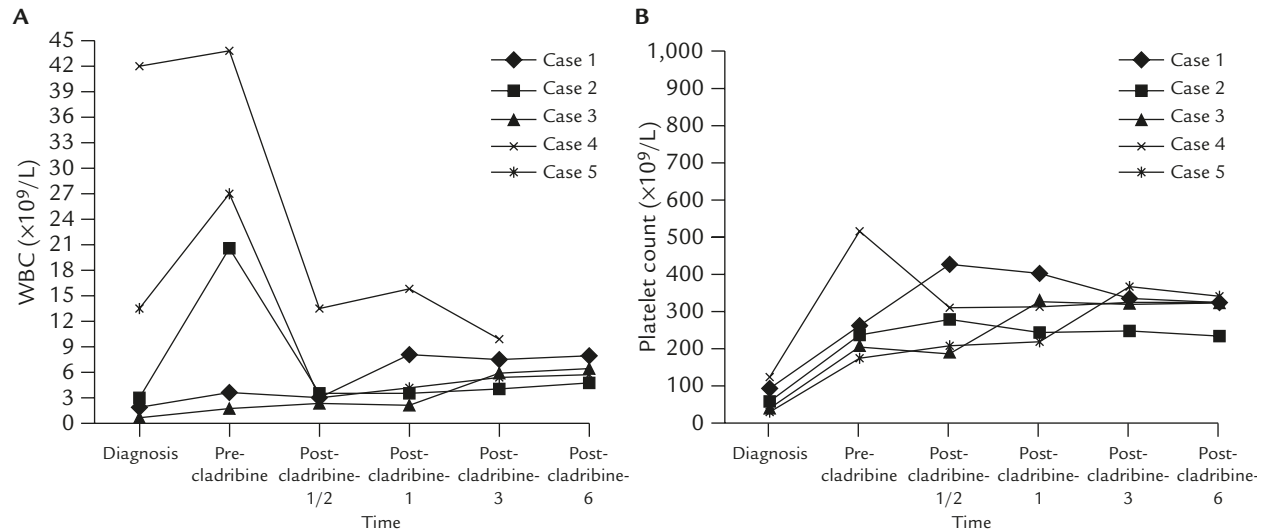 A
WBC (×10⁹/L)
45
42
39
36
33
30
27
24
21
18
15
12
9
6
3
0
Case 1
Case 2
Case 3
Case 4
Case 5
Diagnosis
Pre-
cladribine
Post-
cladribine-
1/2
Post-
cladribine-
1
Post-
cladribine-
3
Post-
cladribine-
6
Time
B
Platelet count (×10⁹/L)
1,000
900
800
700
600
500
400
300
200
100
0
Case 1
Case 2
Case 3
Case 4
Case 5
Diagnosis
Pre-
cladribine
Post-
cladribine-
1/2
Post-
cladribine-
1
Post-
cladribine-
3
Post-
cladribine-
6
Time